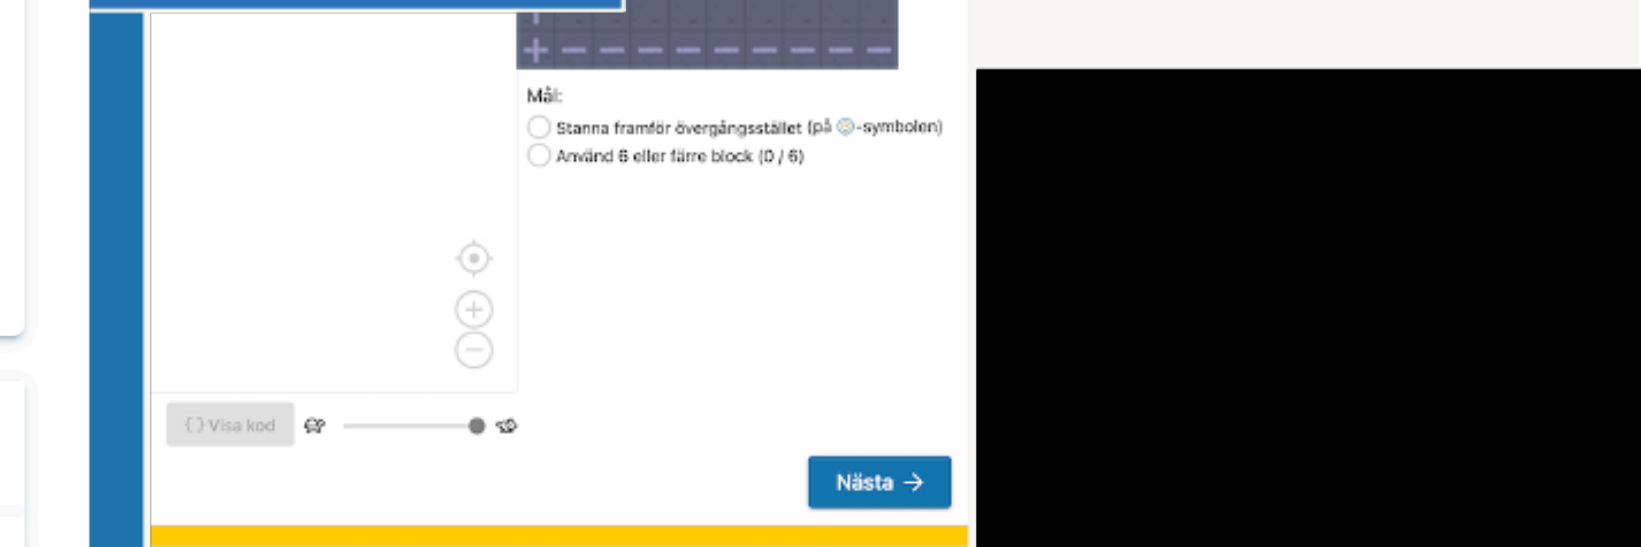 Mål:
Stanna framför övergångsstället (på -symbolen)
Använd 6 eller färre block (0 / 6)
{} Visa kod
Nästa →